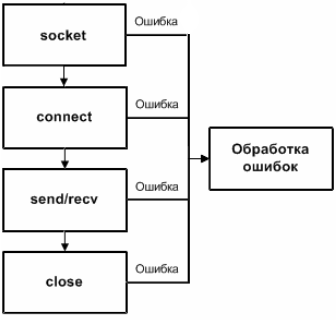 Ошибка
socket
Ошибка
connect
Обработка
ошибок
Ошибка
send/recv
Ошибка
close